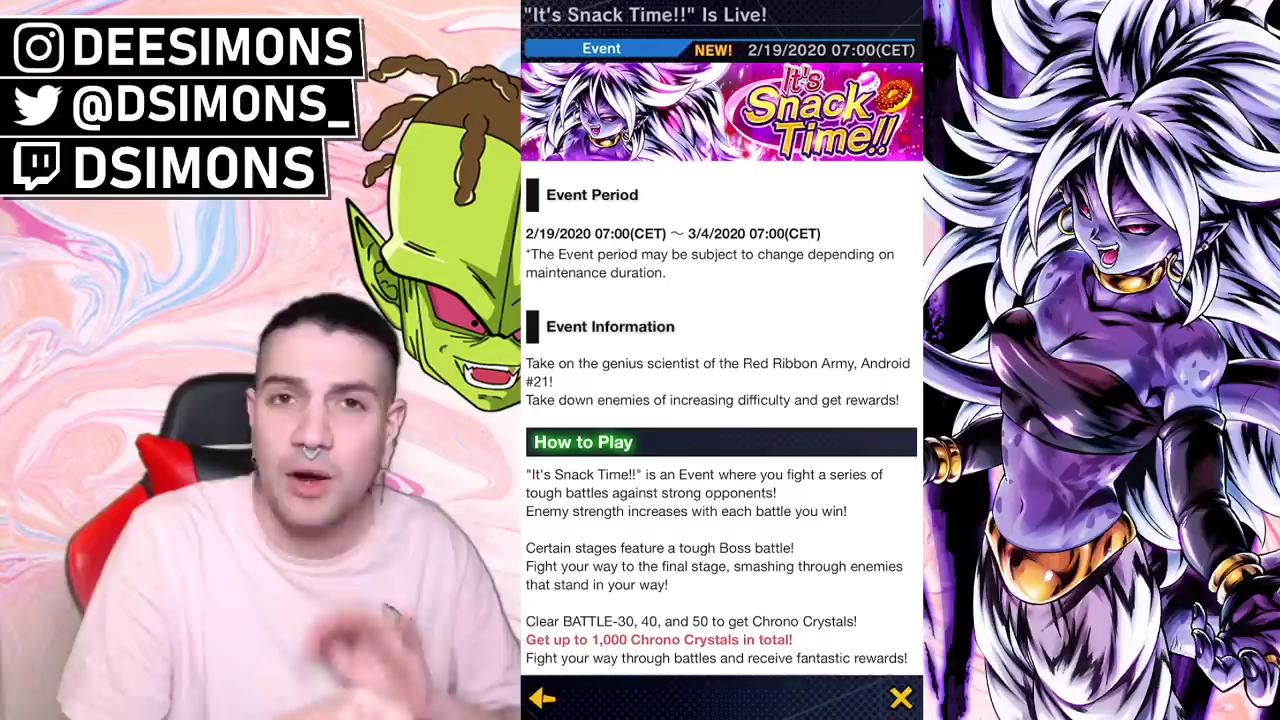 DEESIMONS
@DSIMONS_
DSIMONS
"It's Snack Time!!" Is Live!
Event NEW! 2/19/2020 07:00(CET)
It's
Snack
Time!!
Event Period
2/19/2020 07:00(CET) ～ 3/4/2020 07:00(CET)
*The Event period may be subject to change depending on
maintenance duration.
Event Information
Take on the genius scientist of the Red Ribbon Army, Android
#21!
Take down enemies of increasing difficulty and get rewards!
How to Play
"It's Snack Time!!" is an Event where you fight a series of
tough battles against strong opponents!
Enemy strength increases with each battle you win!
Certain stages feature a tough Boss battle!
Fight your way to the final stage, smashing through enemies
that stand in your way!
Clear BATTLE-30, 40, and 50 to get Chrono Crystals!
Get up to 1,000 Chrono Crystals in total!
Fight your way through battles and receive fantastic rewards!